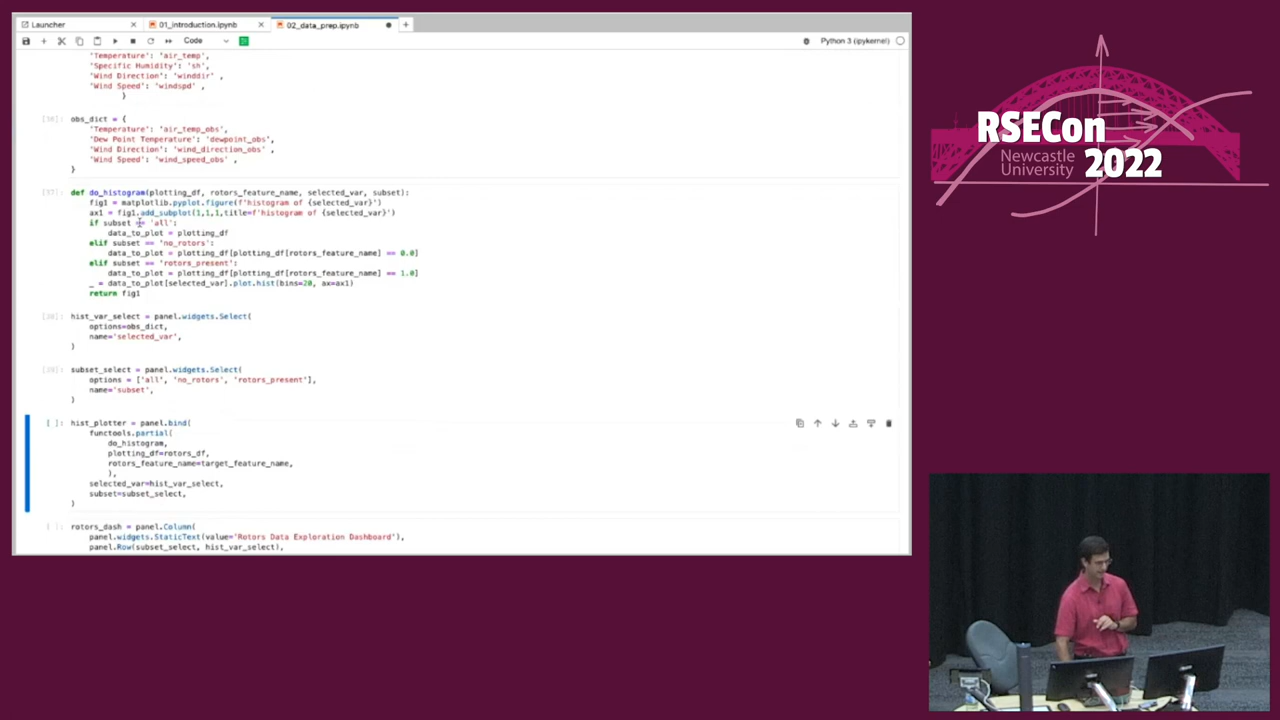 Launcher
01_introduction.ipynb
02_data_prep.ipynb
Code
Python 3 (ipykernel)
'Temperature': 'air_temp',
'Specific Humidity': 'sh',
'Wind Direction': 'winddir' ,
'Wind Speed': 'windspd' ,
}
obs_dict = {
'Temperature': 'air_temp_obs',
'Dew Point Temperature': 'dewpoint_obs',
'Wind Direction': 'wind_direction_obs' ,
'Wind Speed': 'wind_speed_obs' ,
}
[37]:
def do_histogram(plotting_df, rotors_feature_name, selected_var, subset):
fig1 = matplotlib.pyplot.figure(f'histogram of {selected_var}')
ax1 = fig1.add_subplot(1,1,1,title=f'histogram of {selected_var}')
if subset == 'all':
data_to_plot = plotting_df
elif subset == 'no_rotors':
data_to_plot = plotting_df[plotting_df[rotors_feature_name] == 0.0]
elif subset == 'rotors_present':
data_to_plot = plotting_df[plotting_df[rotors_feature_name] == 1.0]
_ = data_to_plot[selected_var].plot.hist(bins=20, ax=ax1)
return fig1
hist_var_select = panel.widgets.Select(
options=obs_dict,
name='selected_var',
)
subset_select = panel.widgets.Select(
options = ['all', 'no_rotors', 'rotors_present'],
name='subset',
)
[ ]:
hist_plotter = panel.bind(
functools.partial(
do_histogram,
plotting_df=rotors_df,
rotors_feature_name=target_feature_name,
),
selected_var=hist_var_select,
subset=subset_select,
)
[ ]:
rotors_dash = panel.Column(
panel.widgets.StaticText(value='Rotors Data Exploration Dashboard'),
panel.Row(subset_select, hist_var_select),
RSECon
Newcastle
University
2022